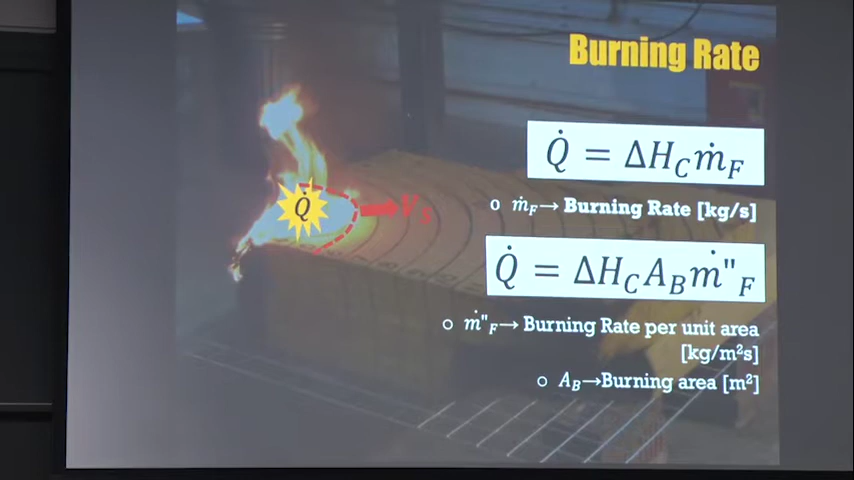 Burning Rate
Q̇ = ΔH_C ṁ_F
Q̇
V_S
o ṁ_F → Burning Rate [kg/s]
Q̇ = ΔH_C A_B ṁ"_F
o ṁ"_F → Burning Rate per unit area
[kg/m²s]
o A_B → Burning area [m²]